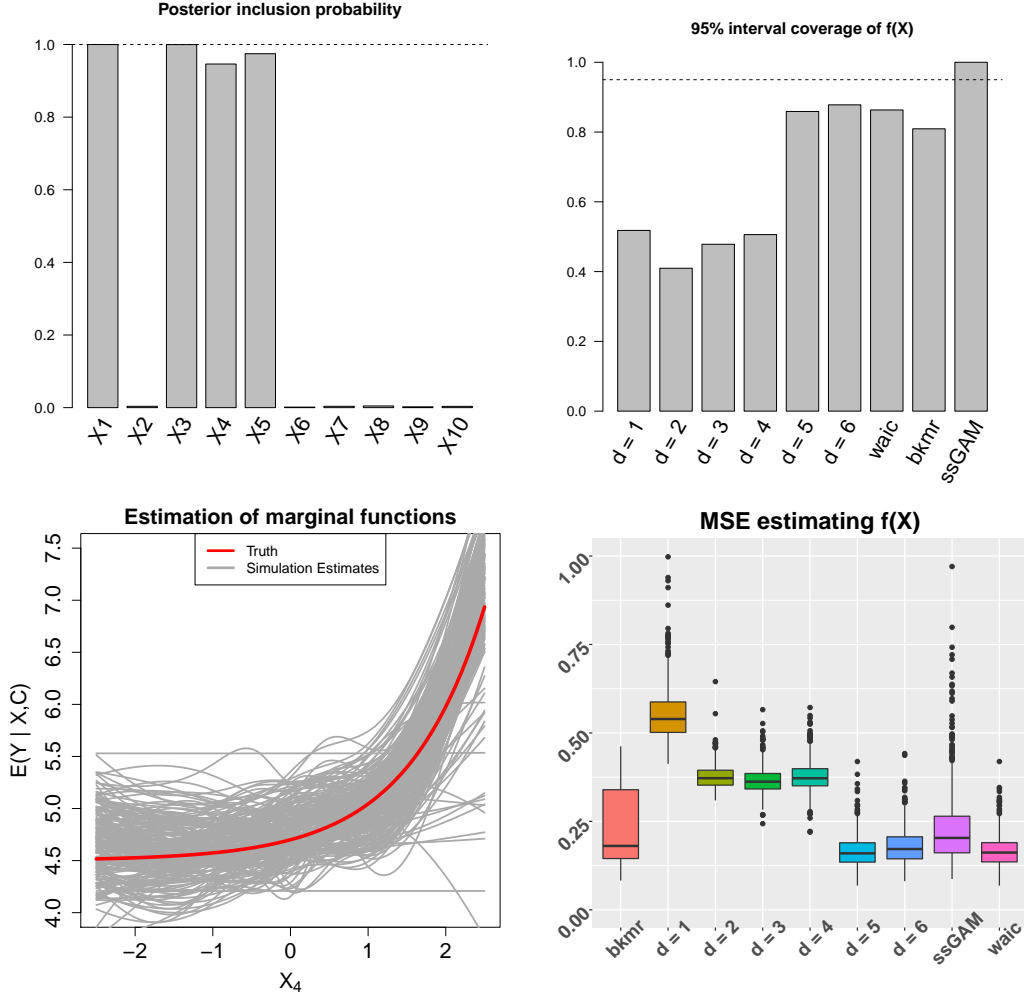 Posterior inclusion probability
1.0
0.8
0.6
0.4
0.2
0.0
X1 X2 X3 X4 X5 X6 X7 X8 X9 X10
95% interval coverage of f(X)
1.0
0.8
0.6
0.4
0.2
0.0
d = 1 d = 2 d = 3 d = 4 d = 5 d = 6 waic bkmr ssGAM
Estimation of marginal functions
Truth
Simulation Estimates
E(Y | X,C)
7.5
7.0
6.5
6.0
5.5
5.0
4.5
4.0
−2 −1 0 1 2
X4
MSE estimating f(X)
1.00
0.75
0.50
0.25
0.00
bkmr d = 1 d = 2 d = 3 d = 4 d = 5 d = 6 ssGAM waic